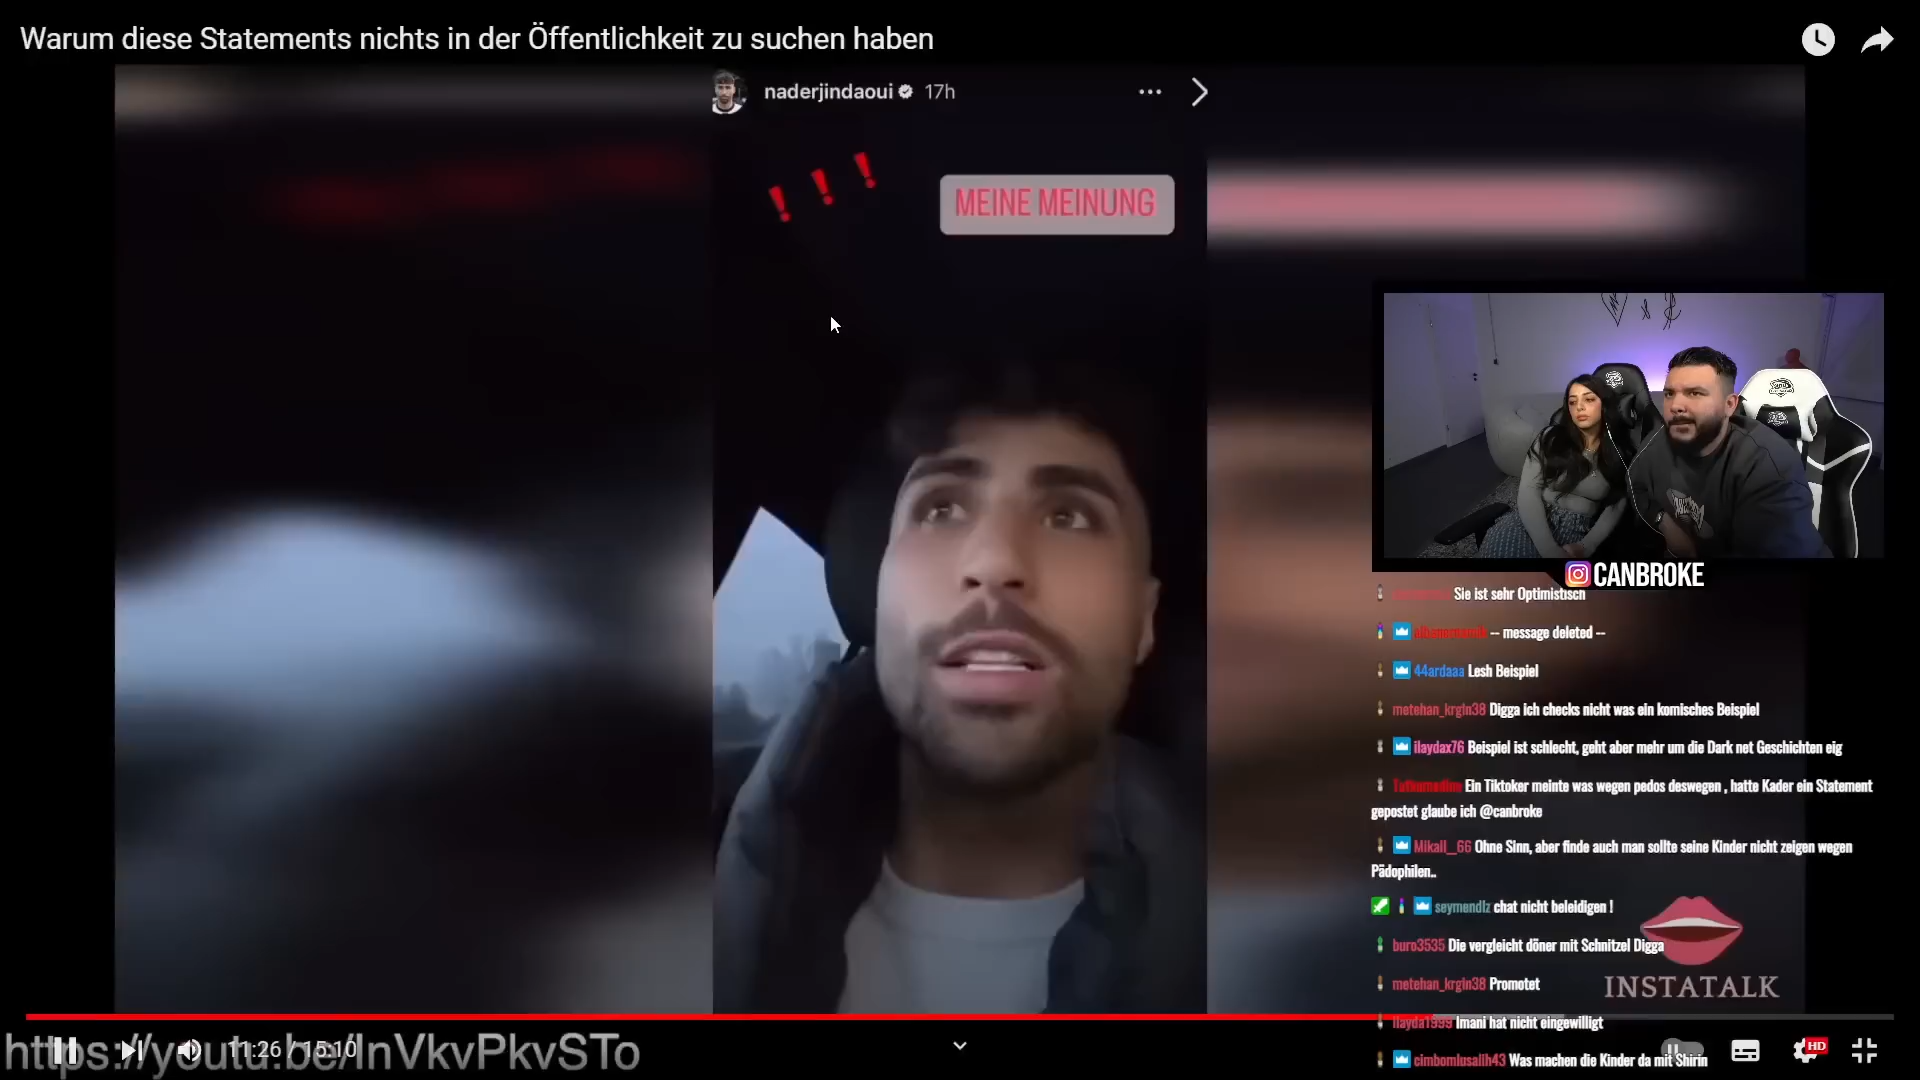 Warum diese Statements nichts in der Öffentlichkeit zu suchen haben
naderjindaoui 17h
MEINE MEINUNG
CANBROKE
Sie ist sehr Optimistisch
-- message deleted --
44ardaaa Lesh Beispiel
metehan_krgln38 Digga ich checks nicht was ein komisches Beispiel
ilaydax76 Beispiel ist schlecht, geht aber mehr um die Dark net Geschichten eig
Ein Tiktoker meinte was wegen pedos deswegen , hatte Kader ein Statement
gepostet glaube ich @canbroke
Mikail__66 Ohne Sinn, aber finde auch man sollte seine Kinder nicht zeigen wegen
Pädophilen..
seymendlz chat nicht beleidigen !
buro3535 Die vergleicht döner mit Schnitzel Digga
metehan_krgln38 Promotet
INSTATALK
ilayda1999 Imani hat nicht eingewilligt
cimbomlusallh43 Was machen die Kinder da mit Shirin
https://youtu.be/lnVkvPkvSTo
11:26 / 15:10
HD